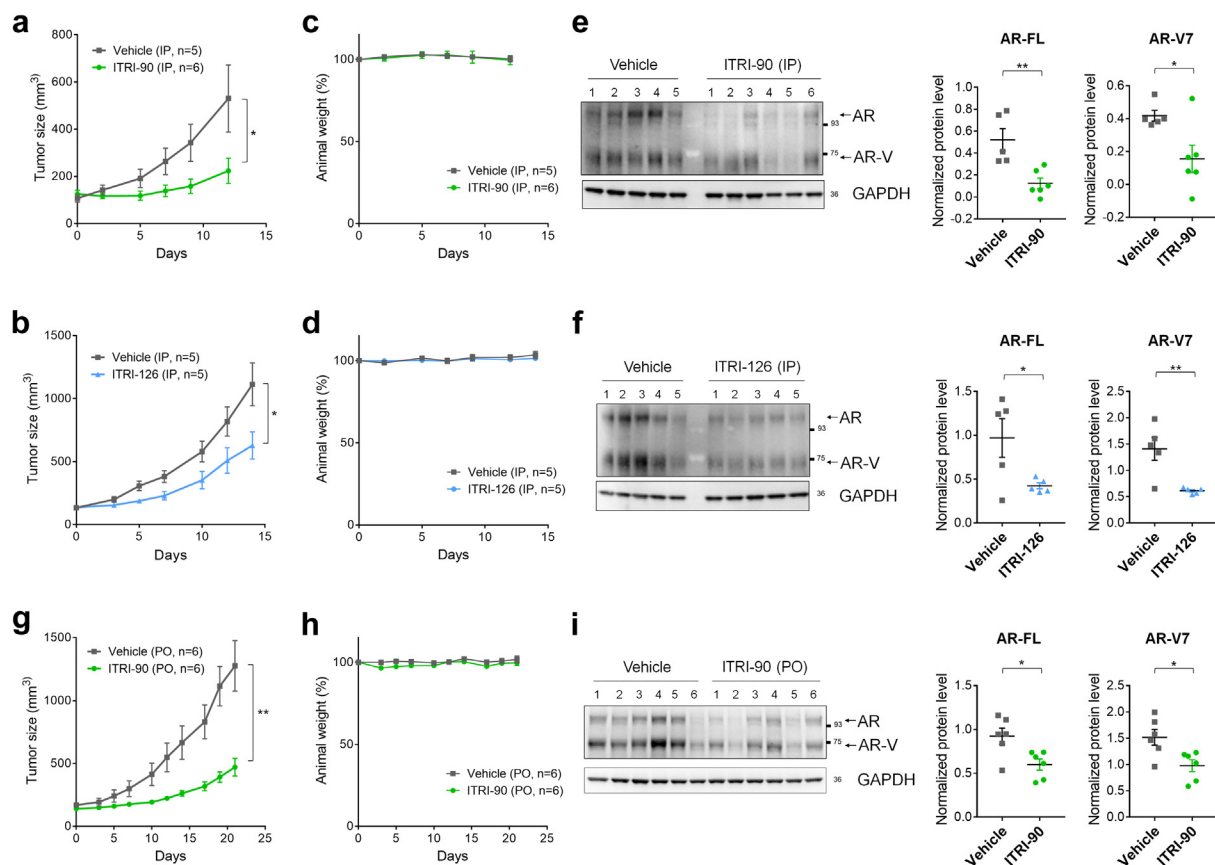 a
Tumor size (mm³)
800
600
400
200
0
0 5 10 15
Days
Vehicle (IP, n=5)
ITRI-90 (IP, n=6)
*
c
Animal weight (%)
100
50
0
0 5 10 15
Days
Vehicle (IP, n=5)
ITRI-90 (IP, n=6)
e
Vehicle ITRI-90 (IP)
1 2 3 4 5 1 2 3 4 5 6
AR
93
75
AR-V
36 GAPDH
AR-FL
Normalized protein level
1.0
0.8
0.6
0.4
0.2
0.0
-0.2
**
Vehicle
ITRI-90
AR-V7
Normalized protein level
0.8
0.6
0.4
0.2
0.0
-0.2
*
Vehicle
ITRI-90
b
Tumor size (mm³)
1500
1000
500
0
0 5 10 15
Days
Vehicle (IP, n=5)
ITRI-126 (IP, n=5)
*
d
Animal weight (%)
100
50
0
0 5 10 15
Days
Vehicle (IP, n=5)
ITRI-126 (IP, n=5)
f
Vehicle ITRI-126 (IP)
1 2 3 4 5 1 2 3 4 5
AR
93
75
AR-V
36 GAPDH
AR-FL
Normalized protein level
1.5
1.0
0.5
0.0
*
Vehicle
ITRI-126
AR-V7
Normalized protein level
2.5
2.0
1.5
1.0
0.5
0.0
**
Vehicle
ITRI-126
g
Tumor size (mm³)
1500
1000
500
0
0 5 10 15 20 25
Days
Vehicle (PO, n=6)
ITRI-90 (PO, n=6)
**
h
Animal weight (%)
100
50
0
0 5 10 15 20 25
Days
Vehicle (PO, n=6)
ITRI-90 (PO, n=6)
i
Vehicle ITRI-90 (PO)
1 2 3 4 5 6 1 2 3 4 5 6
AR
93
75
AR-V
36 GAPDH
AR-FL
Normalized protein level
1.5
1.0
0.5
0.0
*
Vehicle
ITRI-90
AR-V7
Normalized protein level
2.5
2.0
1.5
1.0
0.5
0.0
*
Vehicle
ITRI-90